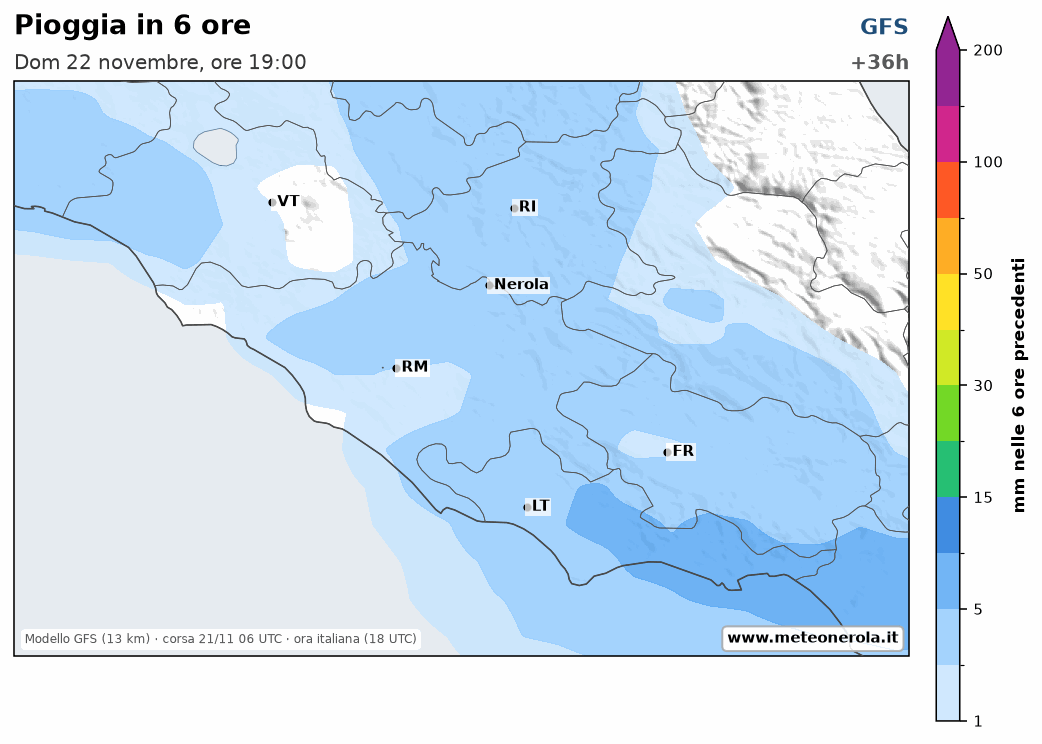 Pioggia in 6 ore
GFS
Dom 22 novembre, ore 19:00
+36h
VT
RI
Nerola
RM
FR
LT
Modello GFS (13 km) · corsa 21/11 06 UTC · ora italiana (18 UTC)
www.meteonerola.it
200
100
50
30
15
5
1
mm nelle 6 ore precedenti